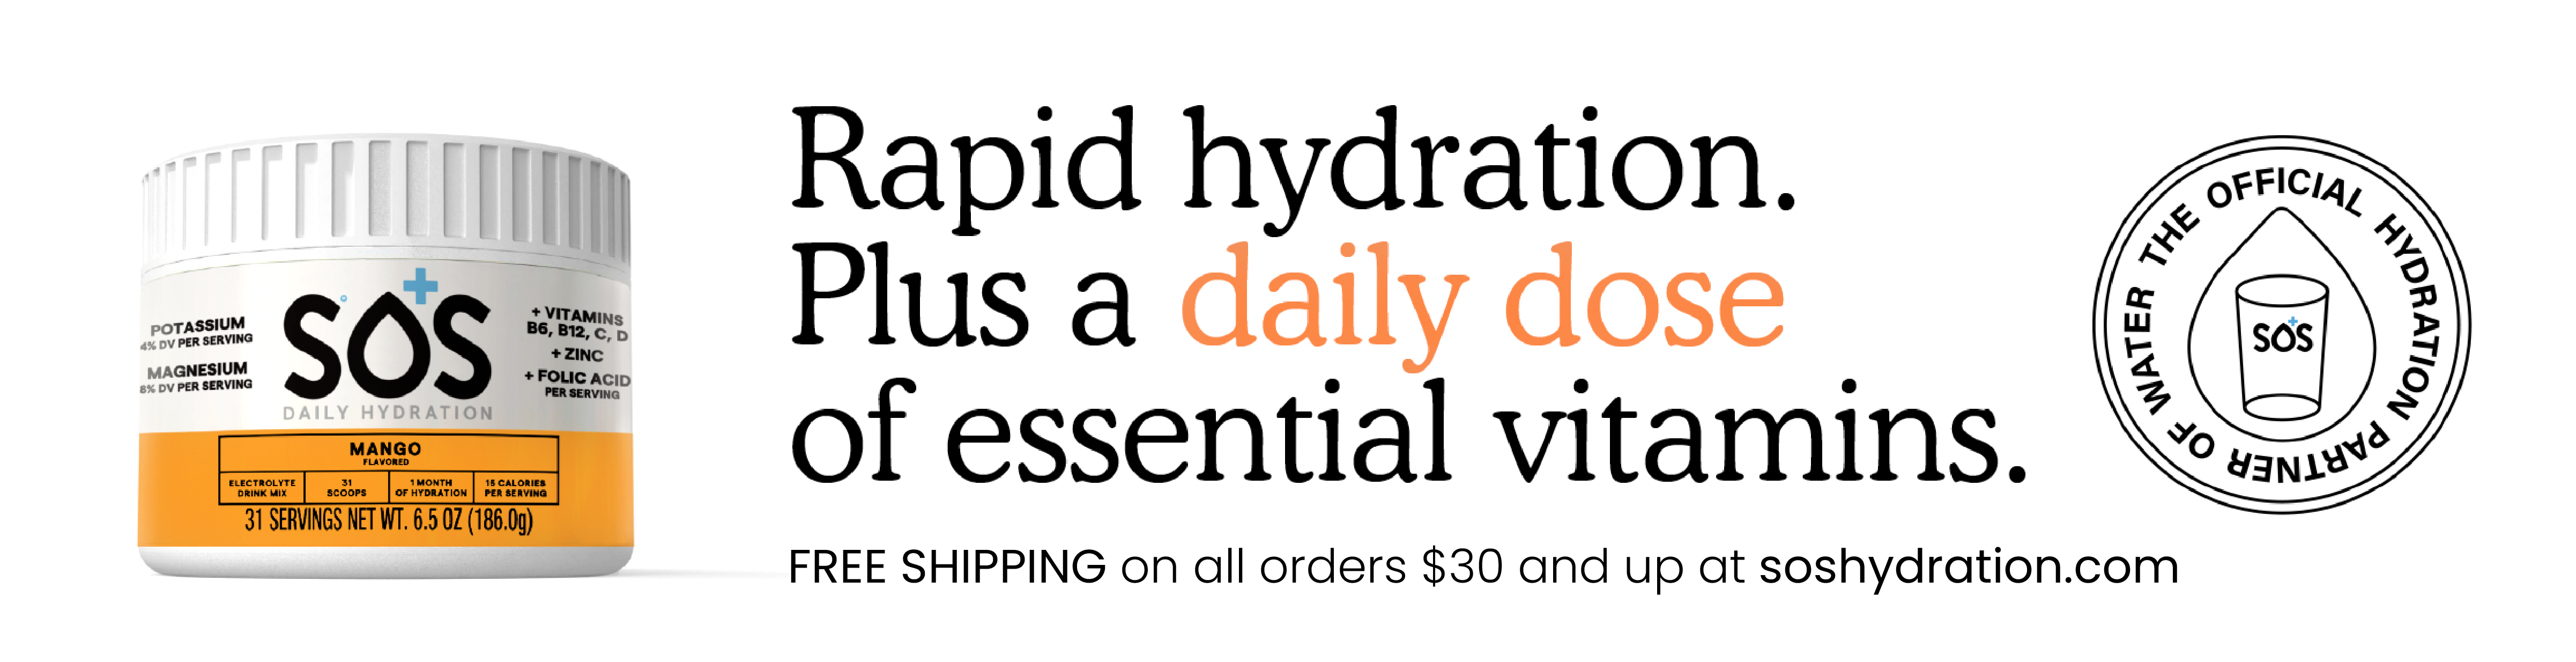 POTASSIUM
4% DV PER SERVING
MAGNESIUM
8% DV PER SERVING
SOS
DAILY HYDRATION
+ VITAMINS
B6, B12, C, D
+ ZINC
+ FOLIC ACID
PER SERVING
MANGO
FLAVORED
ELECTROLYTE
DRINK MIX
31
SCOOPS
1 MONTH
OF HYDRATION
15 CALORIES
PER SERVING
31 SERVINGS NET WT. 6.5 OZ (186.0g)
Rapid hydration.
Plus a daily dose
of essential vitamins.
FREE SHIPPING on all orders $30 and up at soshydration.com
THE OFFICIAL HYDRATION PARTNER OF WATER
SOS